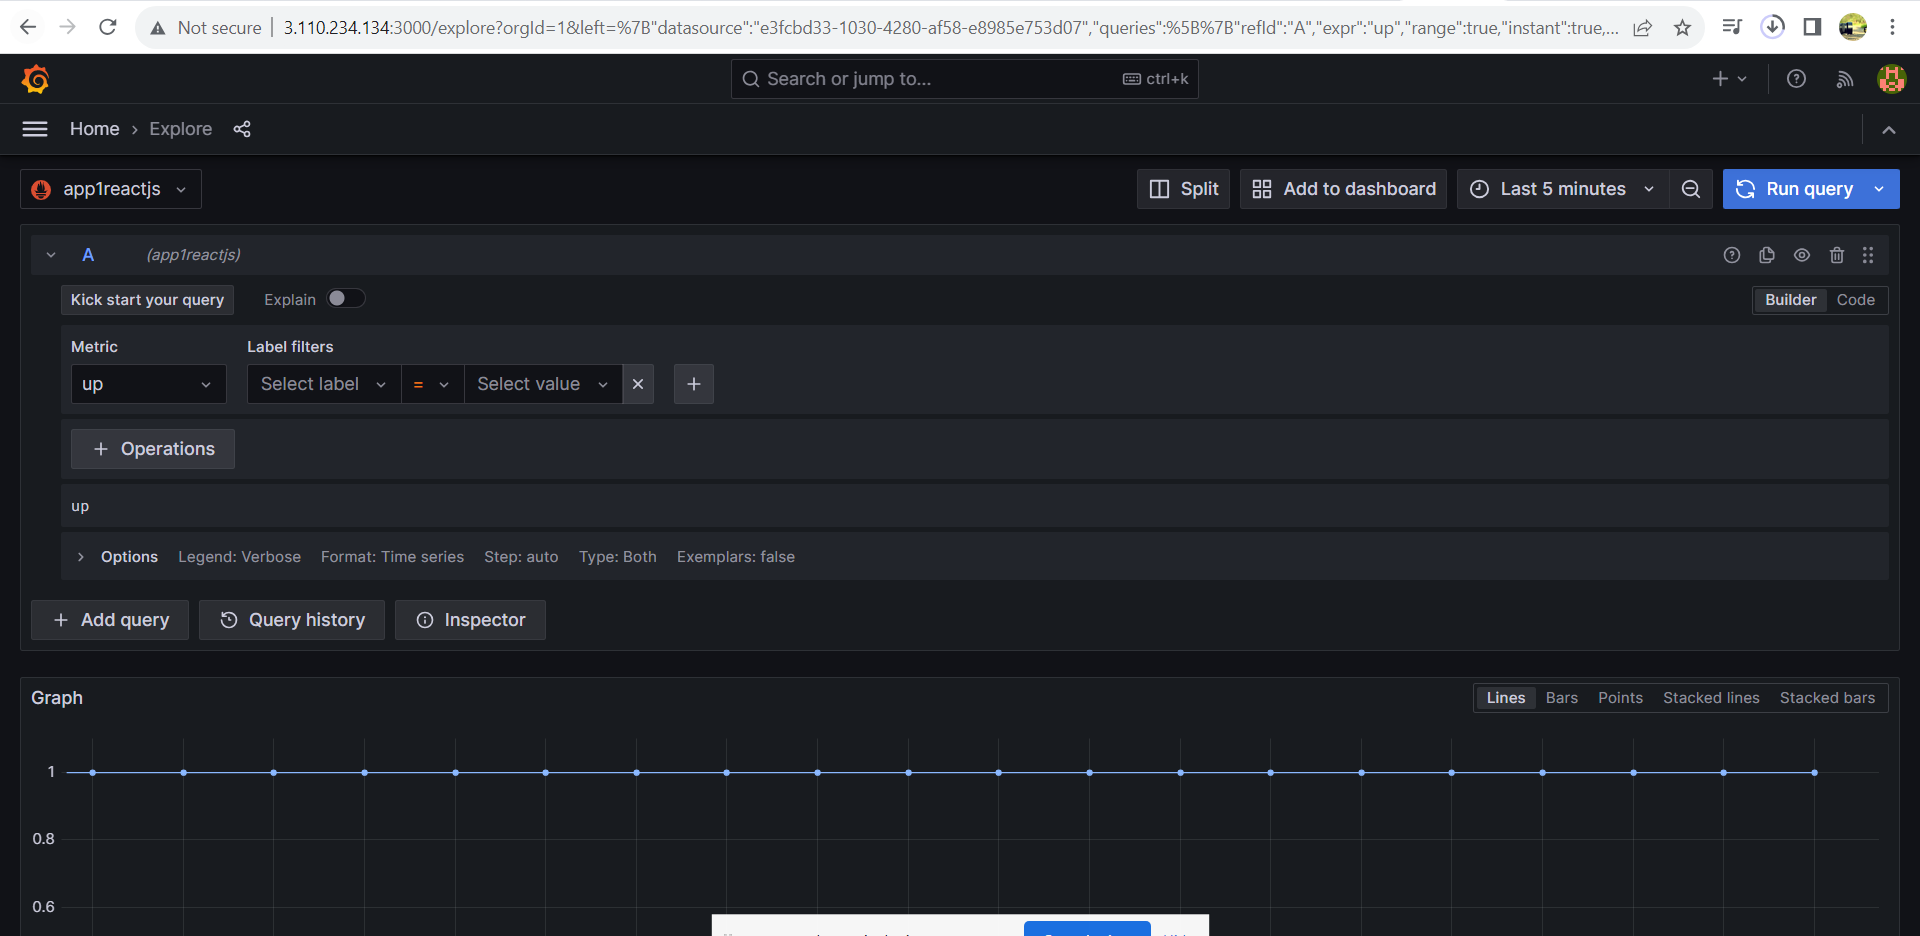 Not secure 3.110.234.134:3000/explore?orgId=1&left=%7B"datasource":"e3fcbd33-1030-4280-af58-e8985e753d07","queries":%5B%7B"refId":"A","expr":"up","range":true,"instant":true,...
Search or jump to... ctrl+k
Home › Explore
app1reactjs Split Add to dashboard Last 5 minutes Run query
A (app1reactjs)
Kick start your query Explain Builder Code
Metric Label filters
up Select label = Select value
+ Operations
up
Options Legend: Verbose Format: Time series Step: auto Type: Both Exemplars: false
+ Add query Query history Inspector
Graph Lines Bars Points Stacked lines Stacked bars
1
0.8
0.6